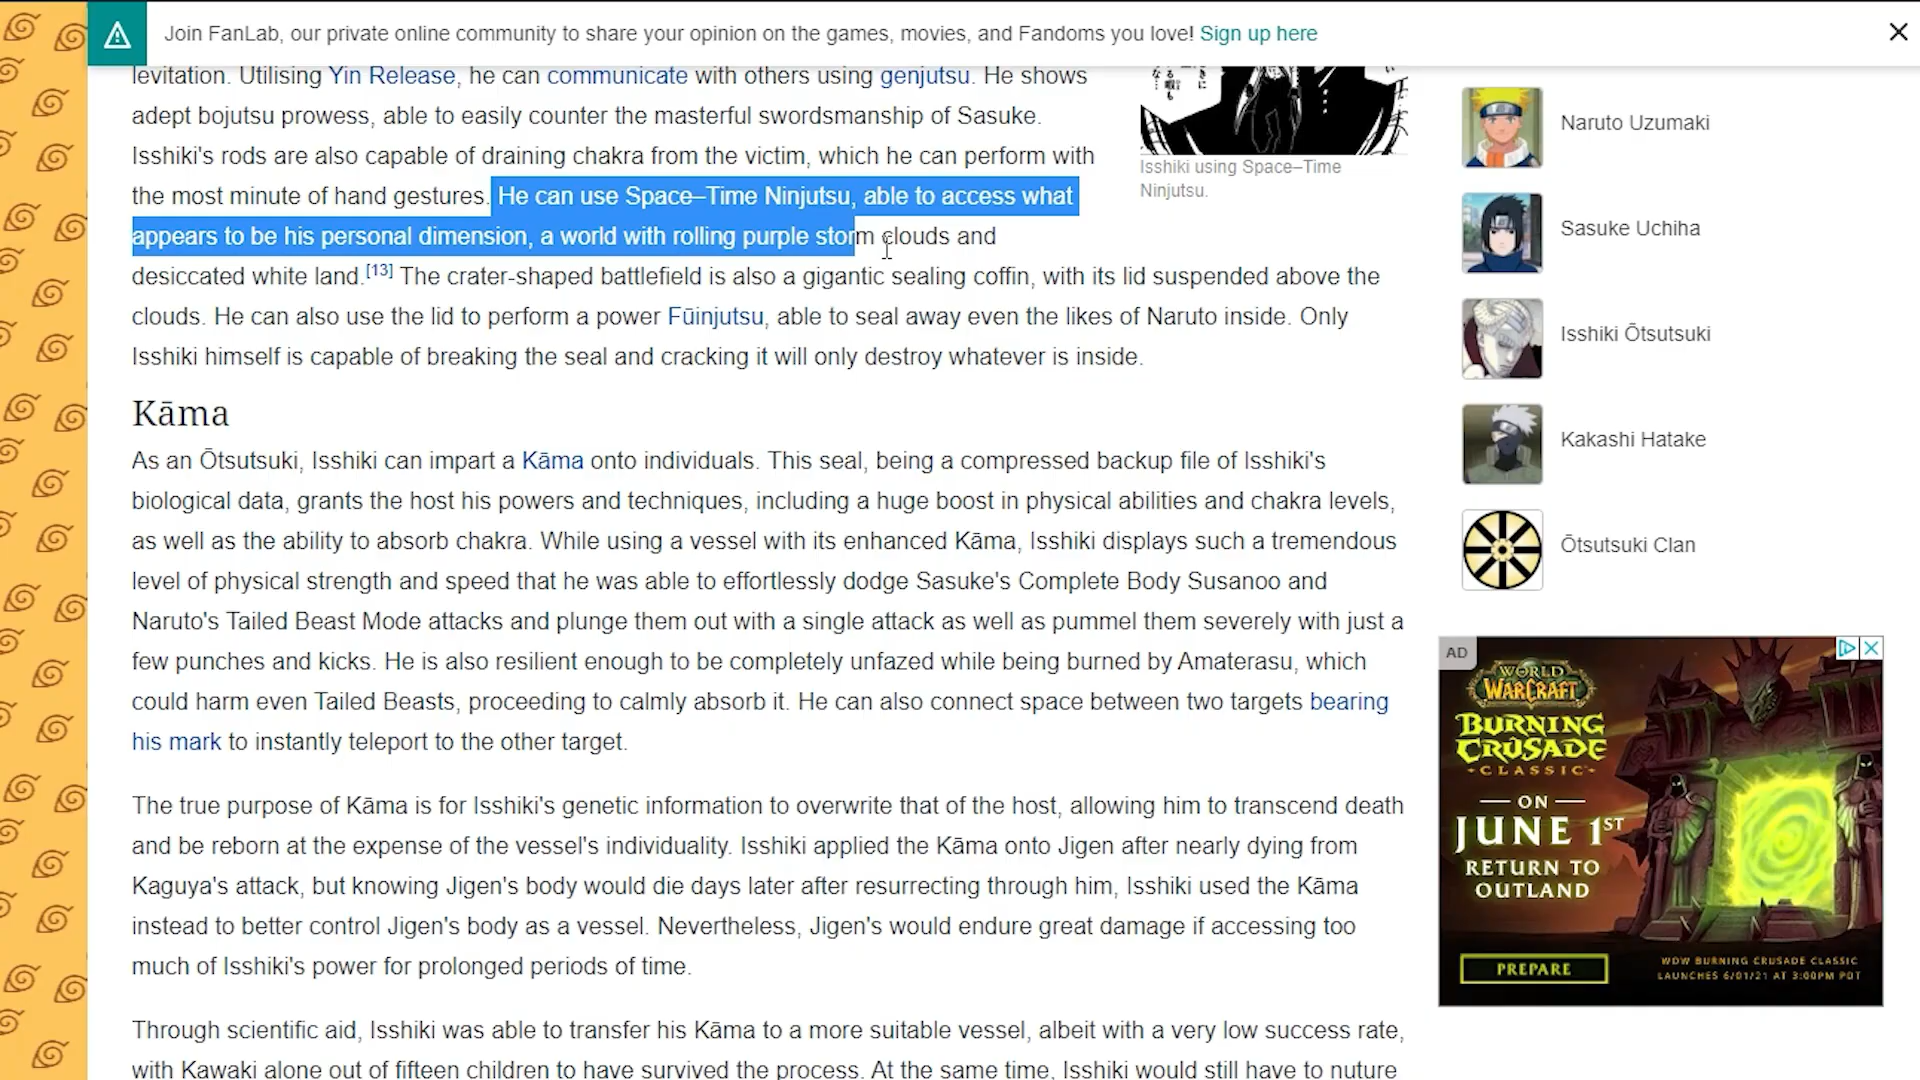 Join FanLab, our private online community to share your opinion on the games, movies, and Fandoms you love! Sign up here
levitation. Utilising Yin Release, he can communicate with others using genjutsu. He shows
adept bojutsu prowess, able to easily counter the masterful swordsmanship of Sasuke.
Isshiki's rods are also capable of draining chakra from the victim, which he can perform with
the most minute of hand gestures. He can use Space–Time Ninjutsu, able to access what
appears to be his personal dimension, a world with rolling purple storm clouds and
desiccated white land.[13] The crater-shaped battlefield is also a gigantic sealing coffin, with its lid suspended above the
clouds. He can also use the lid to perform a power Fūinjutsu, able to seal away even the likes of Naruto inside. Only
Isshiki himself is capable of breaking the seal and cracking it will only destroy whatever is inside.
Isshiki using Space–Time
Ninjutsu.
Kāma
As an Ōtsutsuki, Isshiki can impart a Kāma onto individuals. This seal, being a compressed backup file of Isshiki's
biological data, grants the host his powers and techniques, including a huge boost in physical abilities and chakra levels,
as well as the ability to absorb chakra. While using a vessel with its enhanced Kāma, Isshiki displays such a tremendous
level of physical strength and speed that he was able to effortlessly dodge Sasuke's Complete Body Susanoo and
Naruto's Tailed Beast Mode attacks and plunge them out with a single attack as well as pummel them severely with just a
few punches and kicks. He is also resilient enough to be completely unfazed while being burned by Amaterasu, which
could harm even Tailed Beasts, proceeding to calmly absorb it. He can also connect space between two targets bearing
his mark to instantly teleport to the other target.
The true purpose of Kāma is for Isshiki's genetic information to overwrite that of the host, allowing him to transcend death
and be reborn at the expense of the vessel's individuality. Isshiki applied the Kāma onto Jigen after nearly dying from
Kaguya's attack, but knowing Jigen's body would die days later after resurrecting through him, Isshiki used the Kāma
instead to better control Jigen's body as a vessel. Nevertheless, Jigen's would endure great damage if accessing too
much of Isshiki's power for prolonged periods of time.
Through scientific aid, Isshiki was able to transfer his Kāma to a more suitable vessel, albeit with a very low success rate,
with Kawaki alone out of fifteen children to have survived the process. At the same time, Isshiki would still have to nuture
Naruto Uzumaki
Sasuke Uchiha
Isshiki Ōtsutsuki
Kakashi Hatake
Ōtsutsuki Clan
AD
WORLD
WARCRAFT
BURNING
CRUSADE
CLASSIC
ON
JUNE 1ST
RETURN TO
OUTLAND
PREPARE
WOW BURNING CRUSADE CLASSIC
LAUNCHES 6/01/21 AT 3:00PM PDT